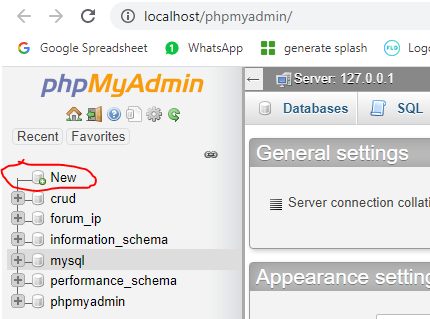 localhost/phpmyadmin/
Google Spreadsheet WhatsApp generate splash Logo
phpMyAdmin
Recent Favorites
New
crud
forum_ip
information_schema
mysql
performance_schema
phpmyadmin
Server: 127.0.0.1
Databases SQL
General settings
Server connection collati
Appearance setting